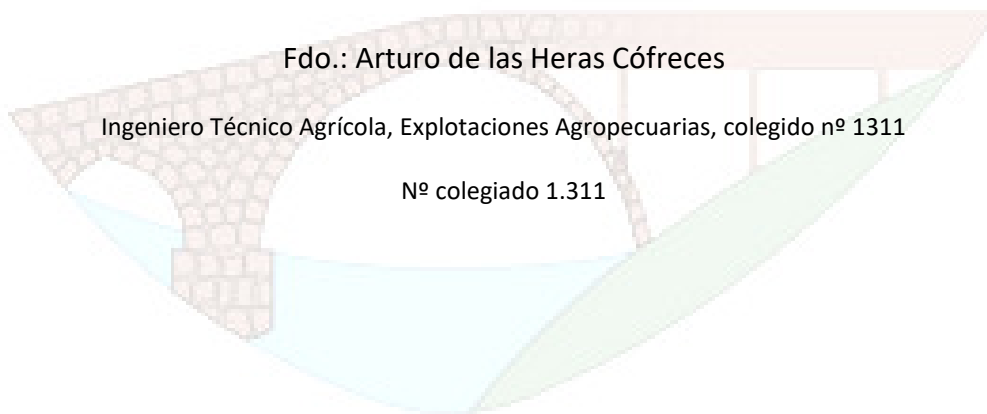 Fdo.: Arturo de las Heras Cófreces
Ingeniero Técnico Agrícola, Explotaciones Agropecuarias, colegido nº 1311
Nº colegiado 1.311